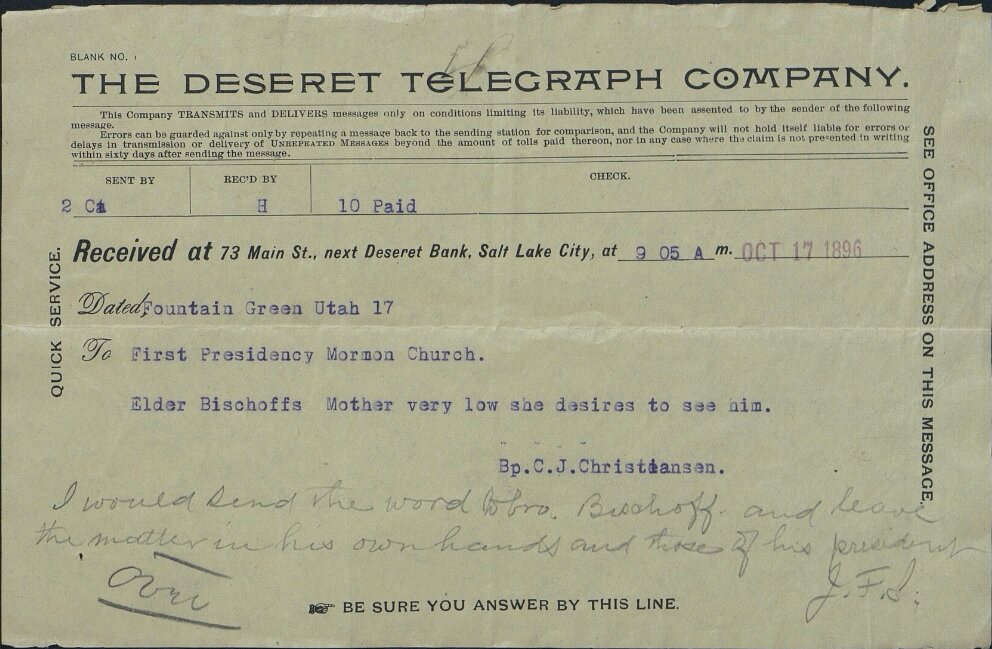 BLANK NO. 1
THE DESERET TELEGRAPH COMPANY.
This Company TRANSMITS and DELIVERS messages only on conditions limiting its liability, which have been assented to by the sender of the following
message.
Errors can be guarded against only by repeating a message back to the sending station for comparison, and the Company will not hold itself liable for errors or
delays in transmission or delivery of UNREPEATED MESSAGES beyond the amount of tolls paid thereon, nor in any case where the claim is not presented in writing
within sixty days after sending the message.
SENT BY REC'D BY CHECK.
2 Ca H 10 Paid
Received at 73 Main St., next Deseret Bank, Salt Lake City, at 9 05 A m. OCT 17 1896
Dated, Fountain Green Utah 17
To First Presidency Mormon Church.
Elder Bischoffs Mother very low she desires to see him.
Bp.C.J.Christiansen.
I would send the word to bro. Bischoff. and leave
the matter in his own hands and those of his president
J.F.S.
Over
BE SURE YOU ANSWER BY THIS LINE.
QUICK SERVICE.
SEE OFFICE ADDRESS ON THIS MESSAGE.